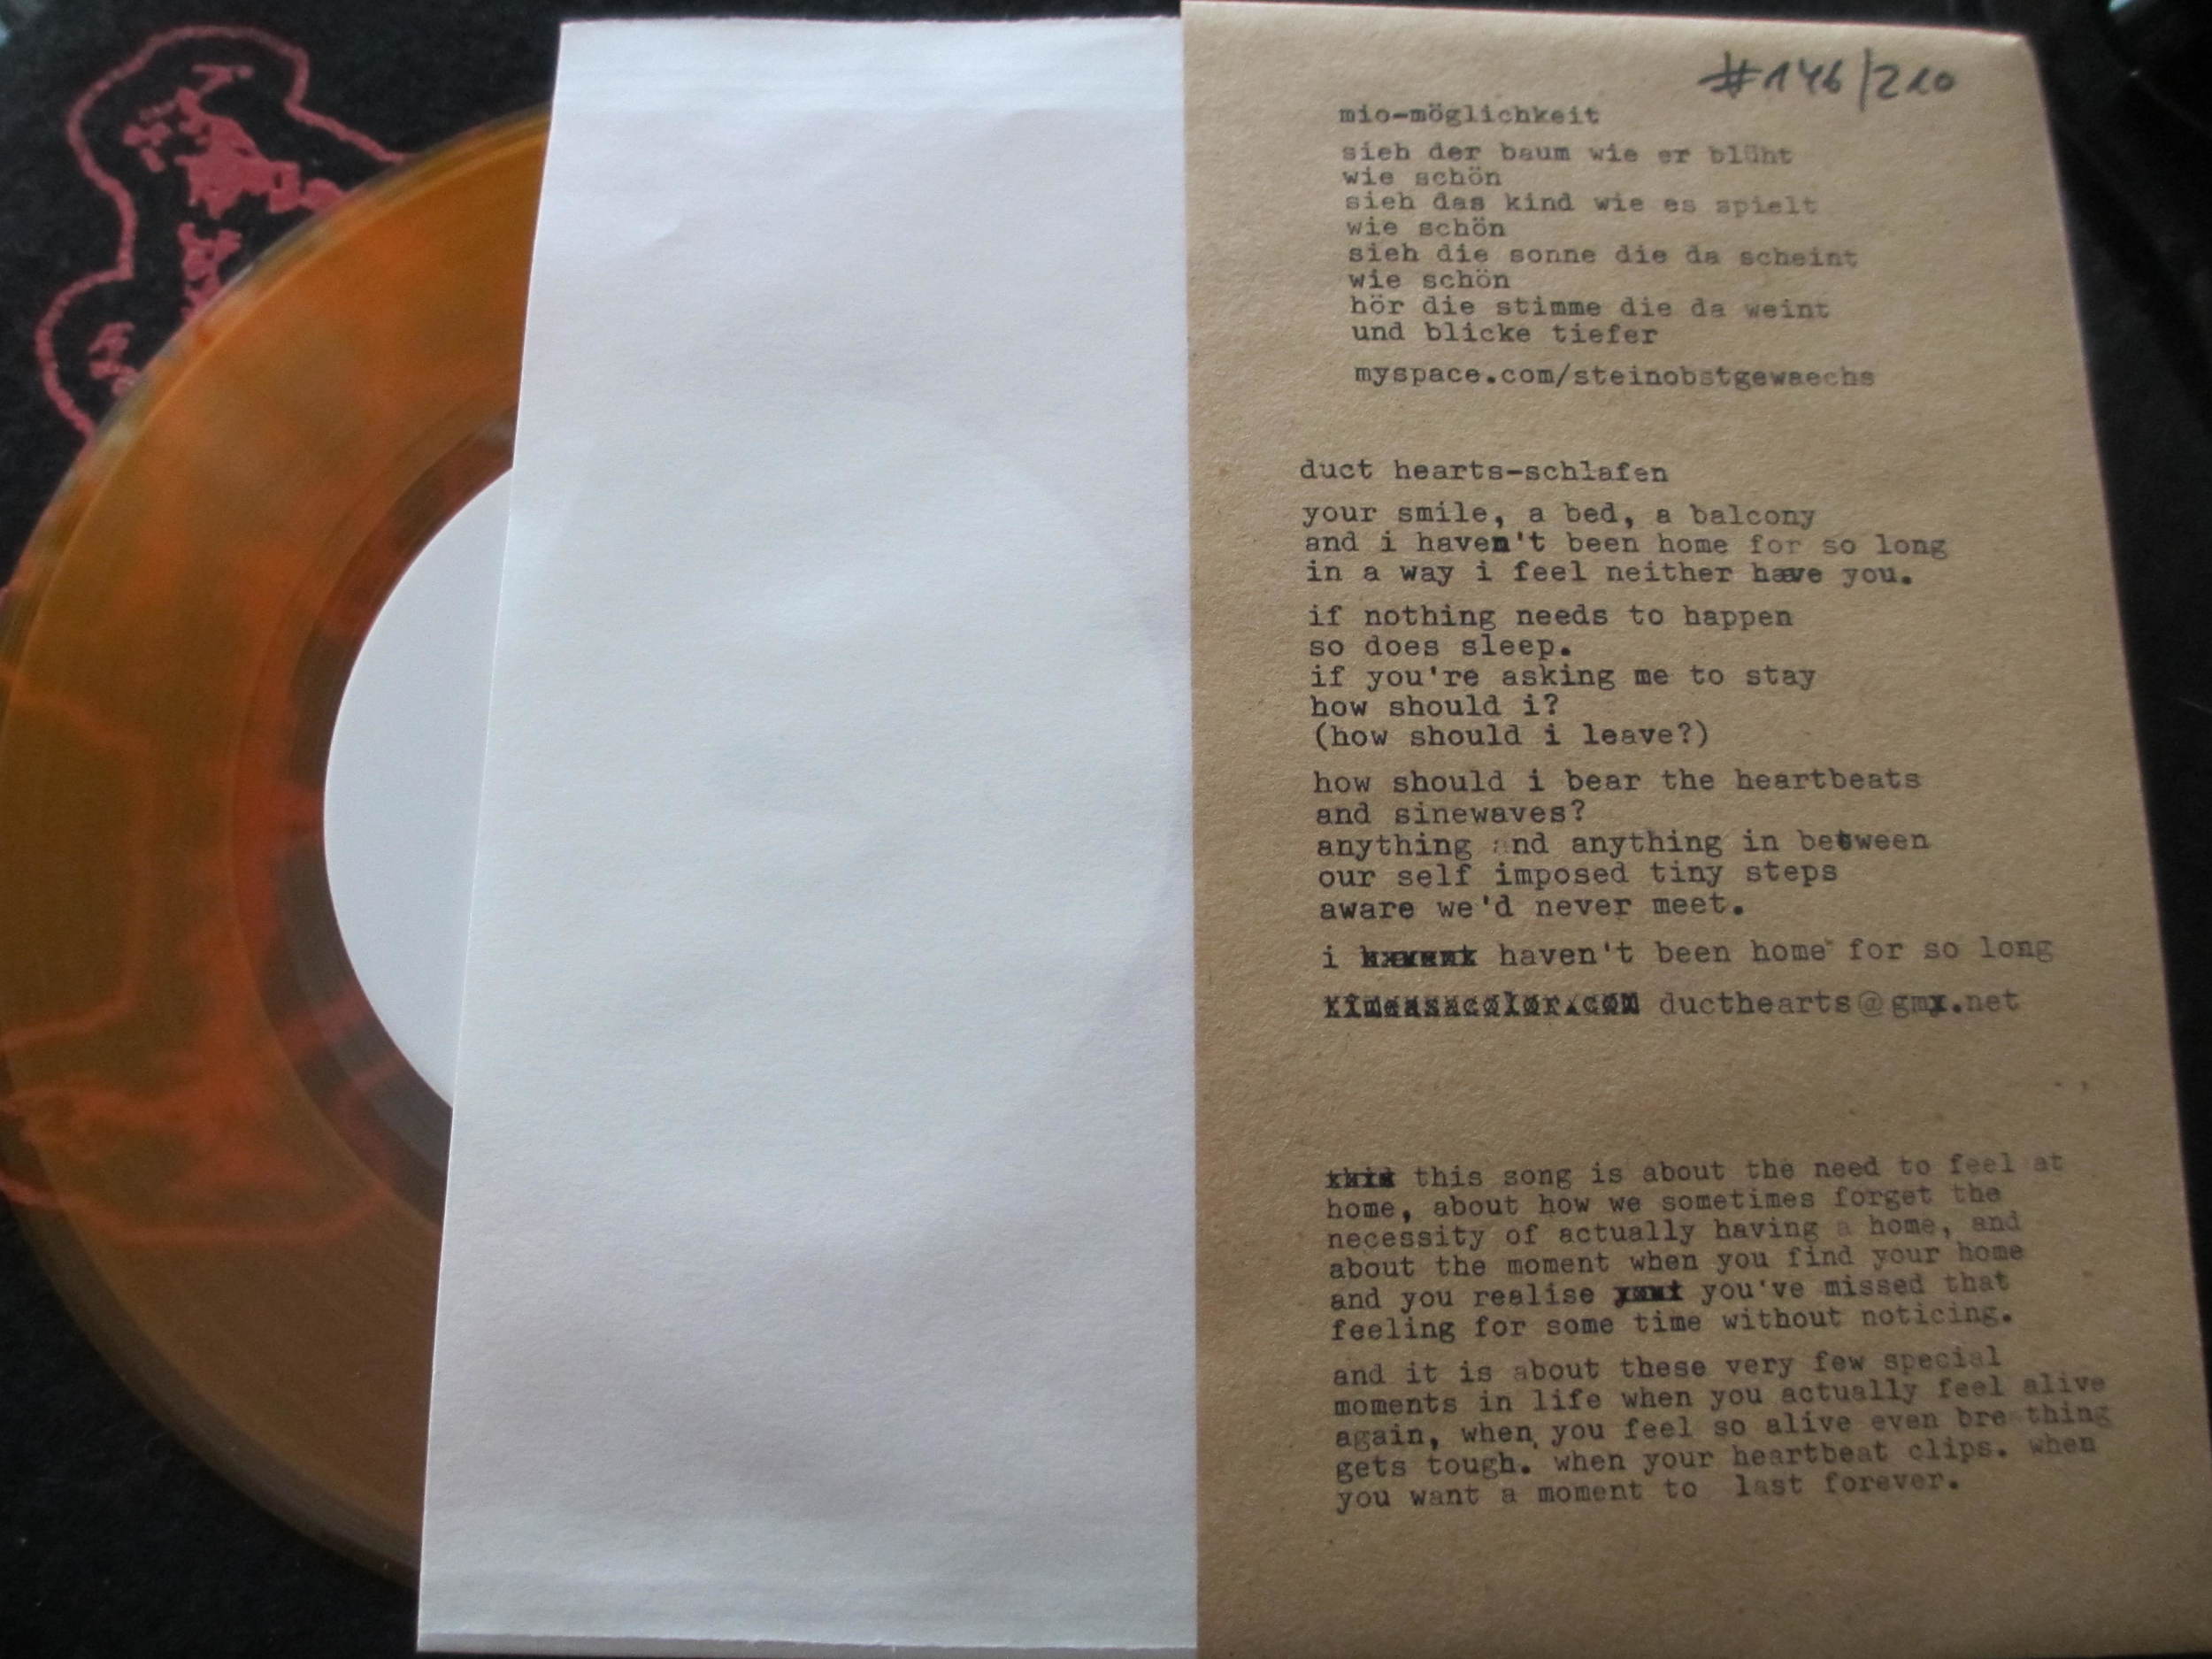 #146/210
mio-möglichkeit
sieh der baum wie er blüht
wie schön
sieh das kind wie es spielt
wie schön
sieh die sonne die da scheint
wie schön
hör die stimme die da weint
und blicke tiefer
myspace.com/steinobstgewaechs
duct hearts-schlafen
your smile, a bed, a balcony
and i haven't been home for so long
in a way i feel neither have you.
if nothing needs to happen
so does sleep.
if you're asking me to stay
how should i?
(how should i leave?)
how should i bear the heartbeats
and sinewaves?
anything and anything in between
our self imposed tiny steps
aware we'd never meet.
i haven't been home for so long
ducthearts@gmx.net
this song is about the need to feel at
home, about how we sometimes forget the
necessity of actually having a home, and
about the moment when you find your home
and you realise you've missed that
feeling for some time without noticing.
and it is about these very few special
moments in life when you actually feel alive
again, when you feel so alive even breathing
gets tough. when your heartbeat clips. when
you want a moment to last forever.